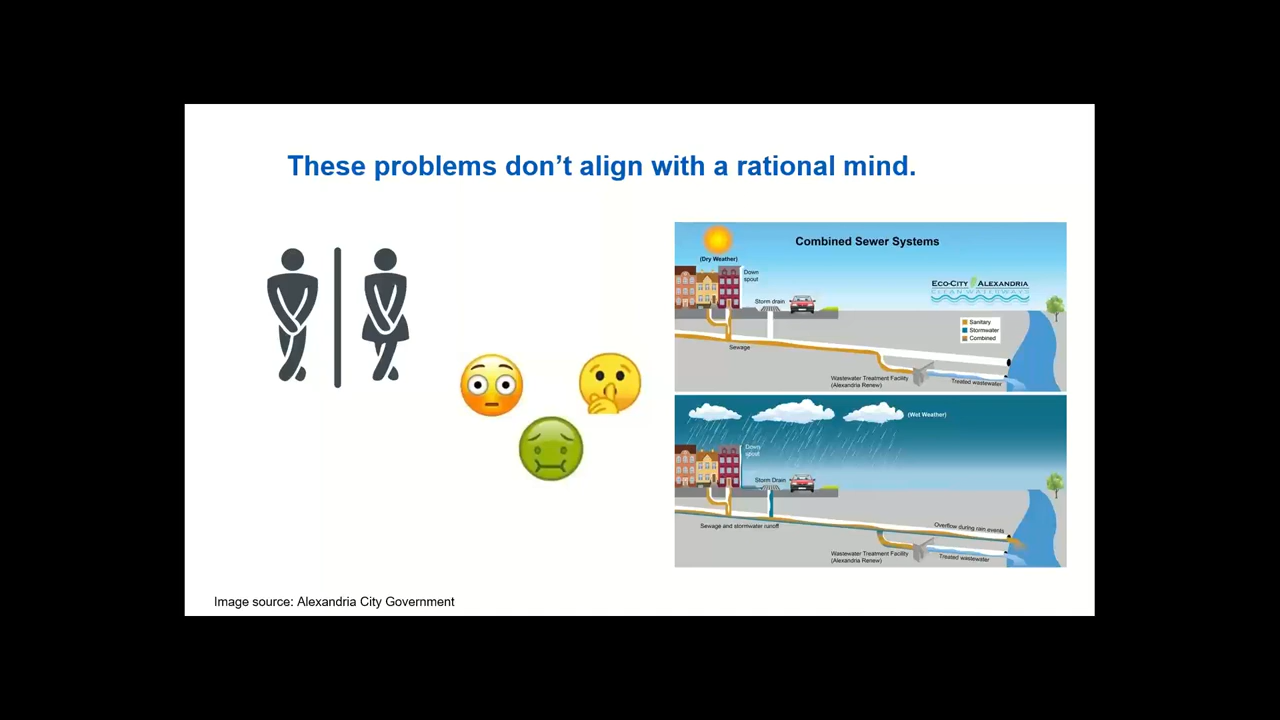 These problems don’t align with a rational mind.
Combined Sewer Systems
(Dry Weather)
Down
spout
Storm drain
ECO-CITY ALEXANDRIA
CLEAN WATERWAYS
Sanitary
Stormwater
Combined
Sewage
Wastewater Treatment Facility
(Alexandria Renew)
Treated wastewater
(Wet Weather)
Down
spout
Storm Drain
Sewage and stormwater runoff
Overflow during rain events
Wastewater Treatment Facility
(Alexandria Renew)
Treated wastewater
Image source: Alexandria City Government